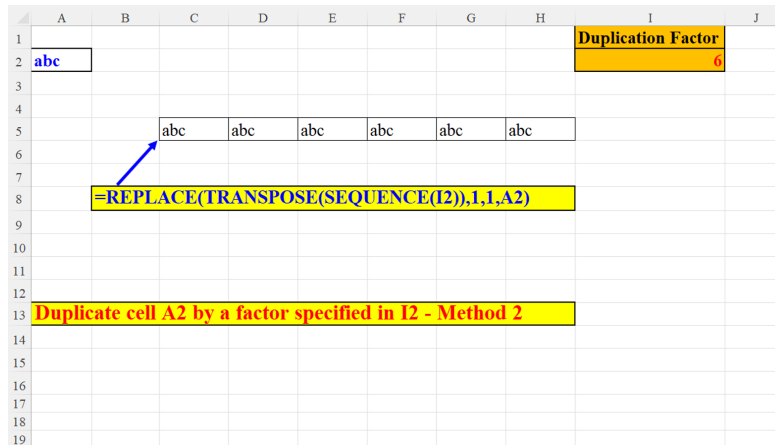 A B C D E F G H I J
1 Duplication Factor
2 abc 6
3
4
5 abc abc abc abc abc abc
6
7
8 =REPLACE(TRANSPOSE(SEQUENCE(I2)),1,1,A2)
9
10
11
12
13 Duplicate cell A2 by a factor specified in I2 - Method 2
14
15
16
17
18
19